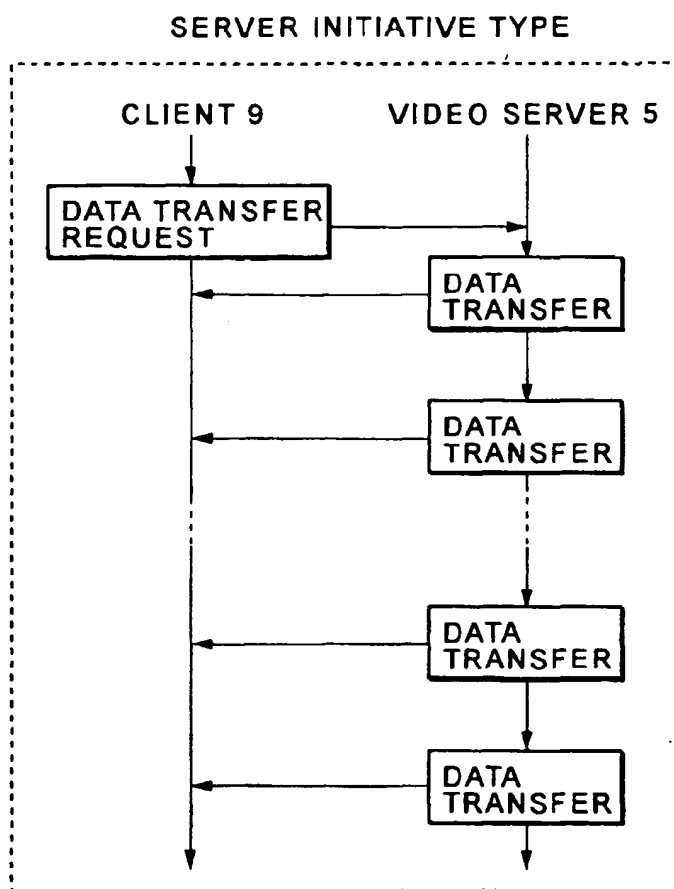 SERVER INITIATIVE TYPE
CLIENT 9
VIDEO SERVER 5
DATA TRANSFER
REQUEST
DATA
TRANSFER
DATA
TRANSFER
DATA
TRANSFER
DATA
TRANSFER